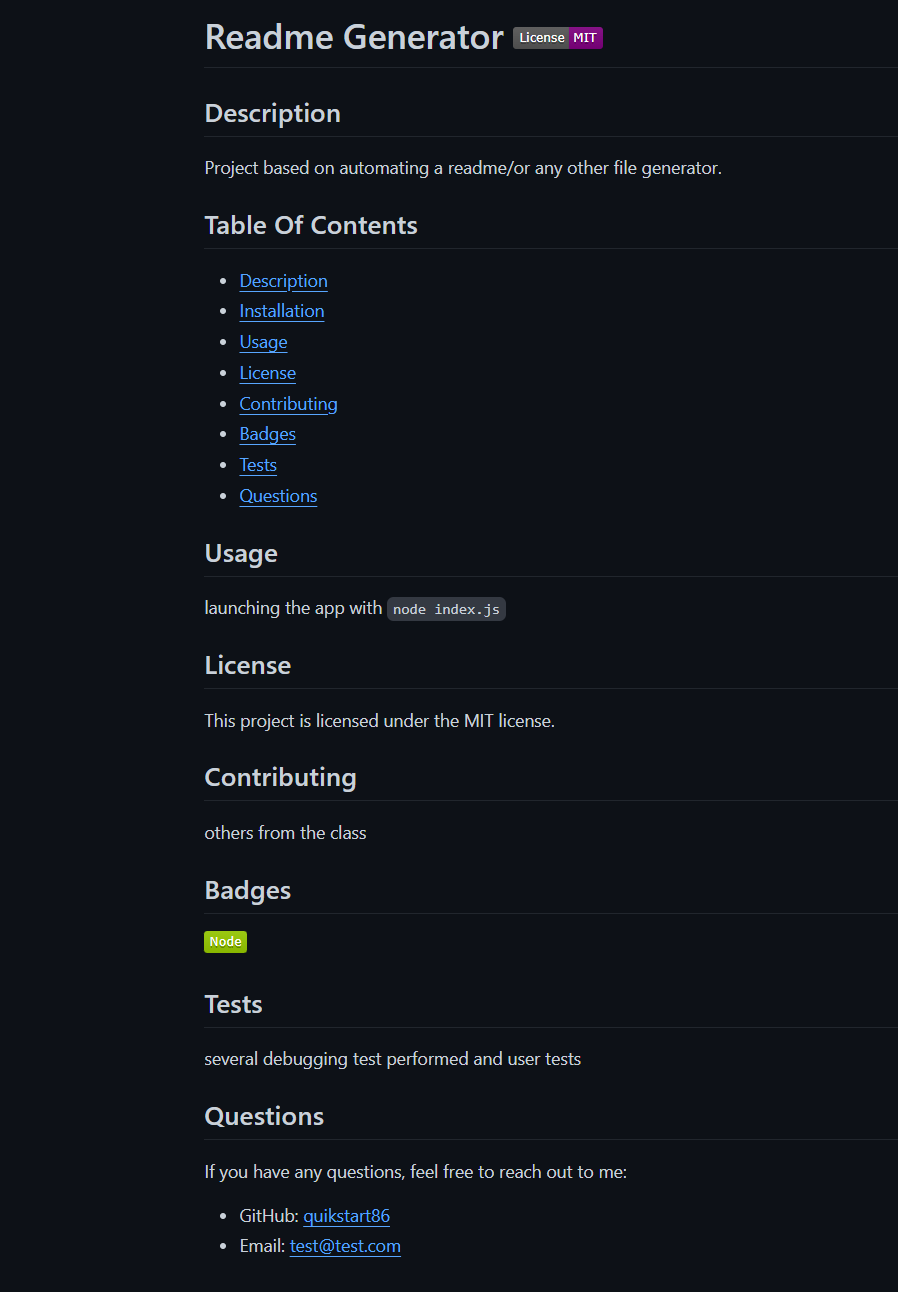 Readme Generator License MIT
Description
Project based on automating a readme/or any other file generator.
Table Of Contents
Description
Installation
Usage
License
Contributing
Badges
Tests
Questions
Usage
launching the app with node index.js
License
This project is licensed under the MIT license.
Contributing
others from the class
Badges
Node
Tests
several debugging test performed and user tests
Questions
If you have any questions, feel free to reach out to me:
GitHub: quikstart86
Email: test@test.com